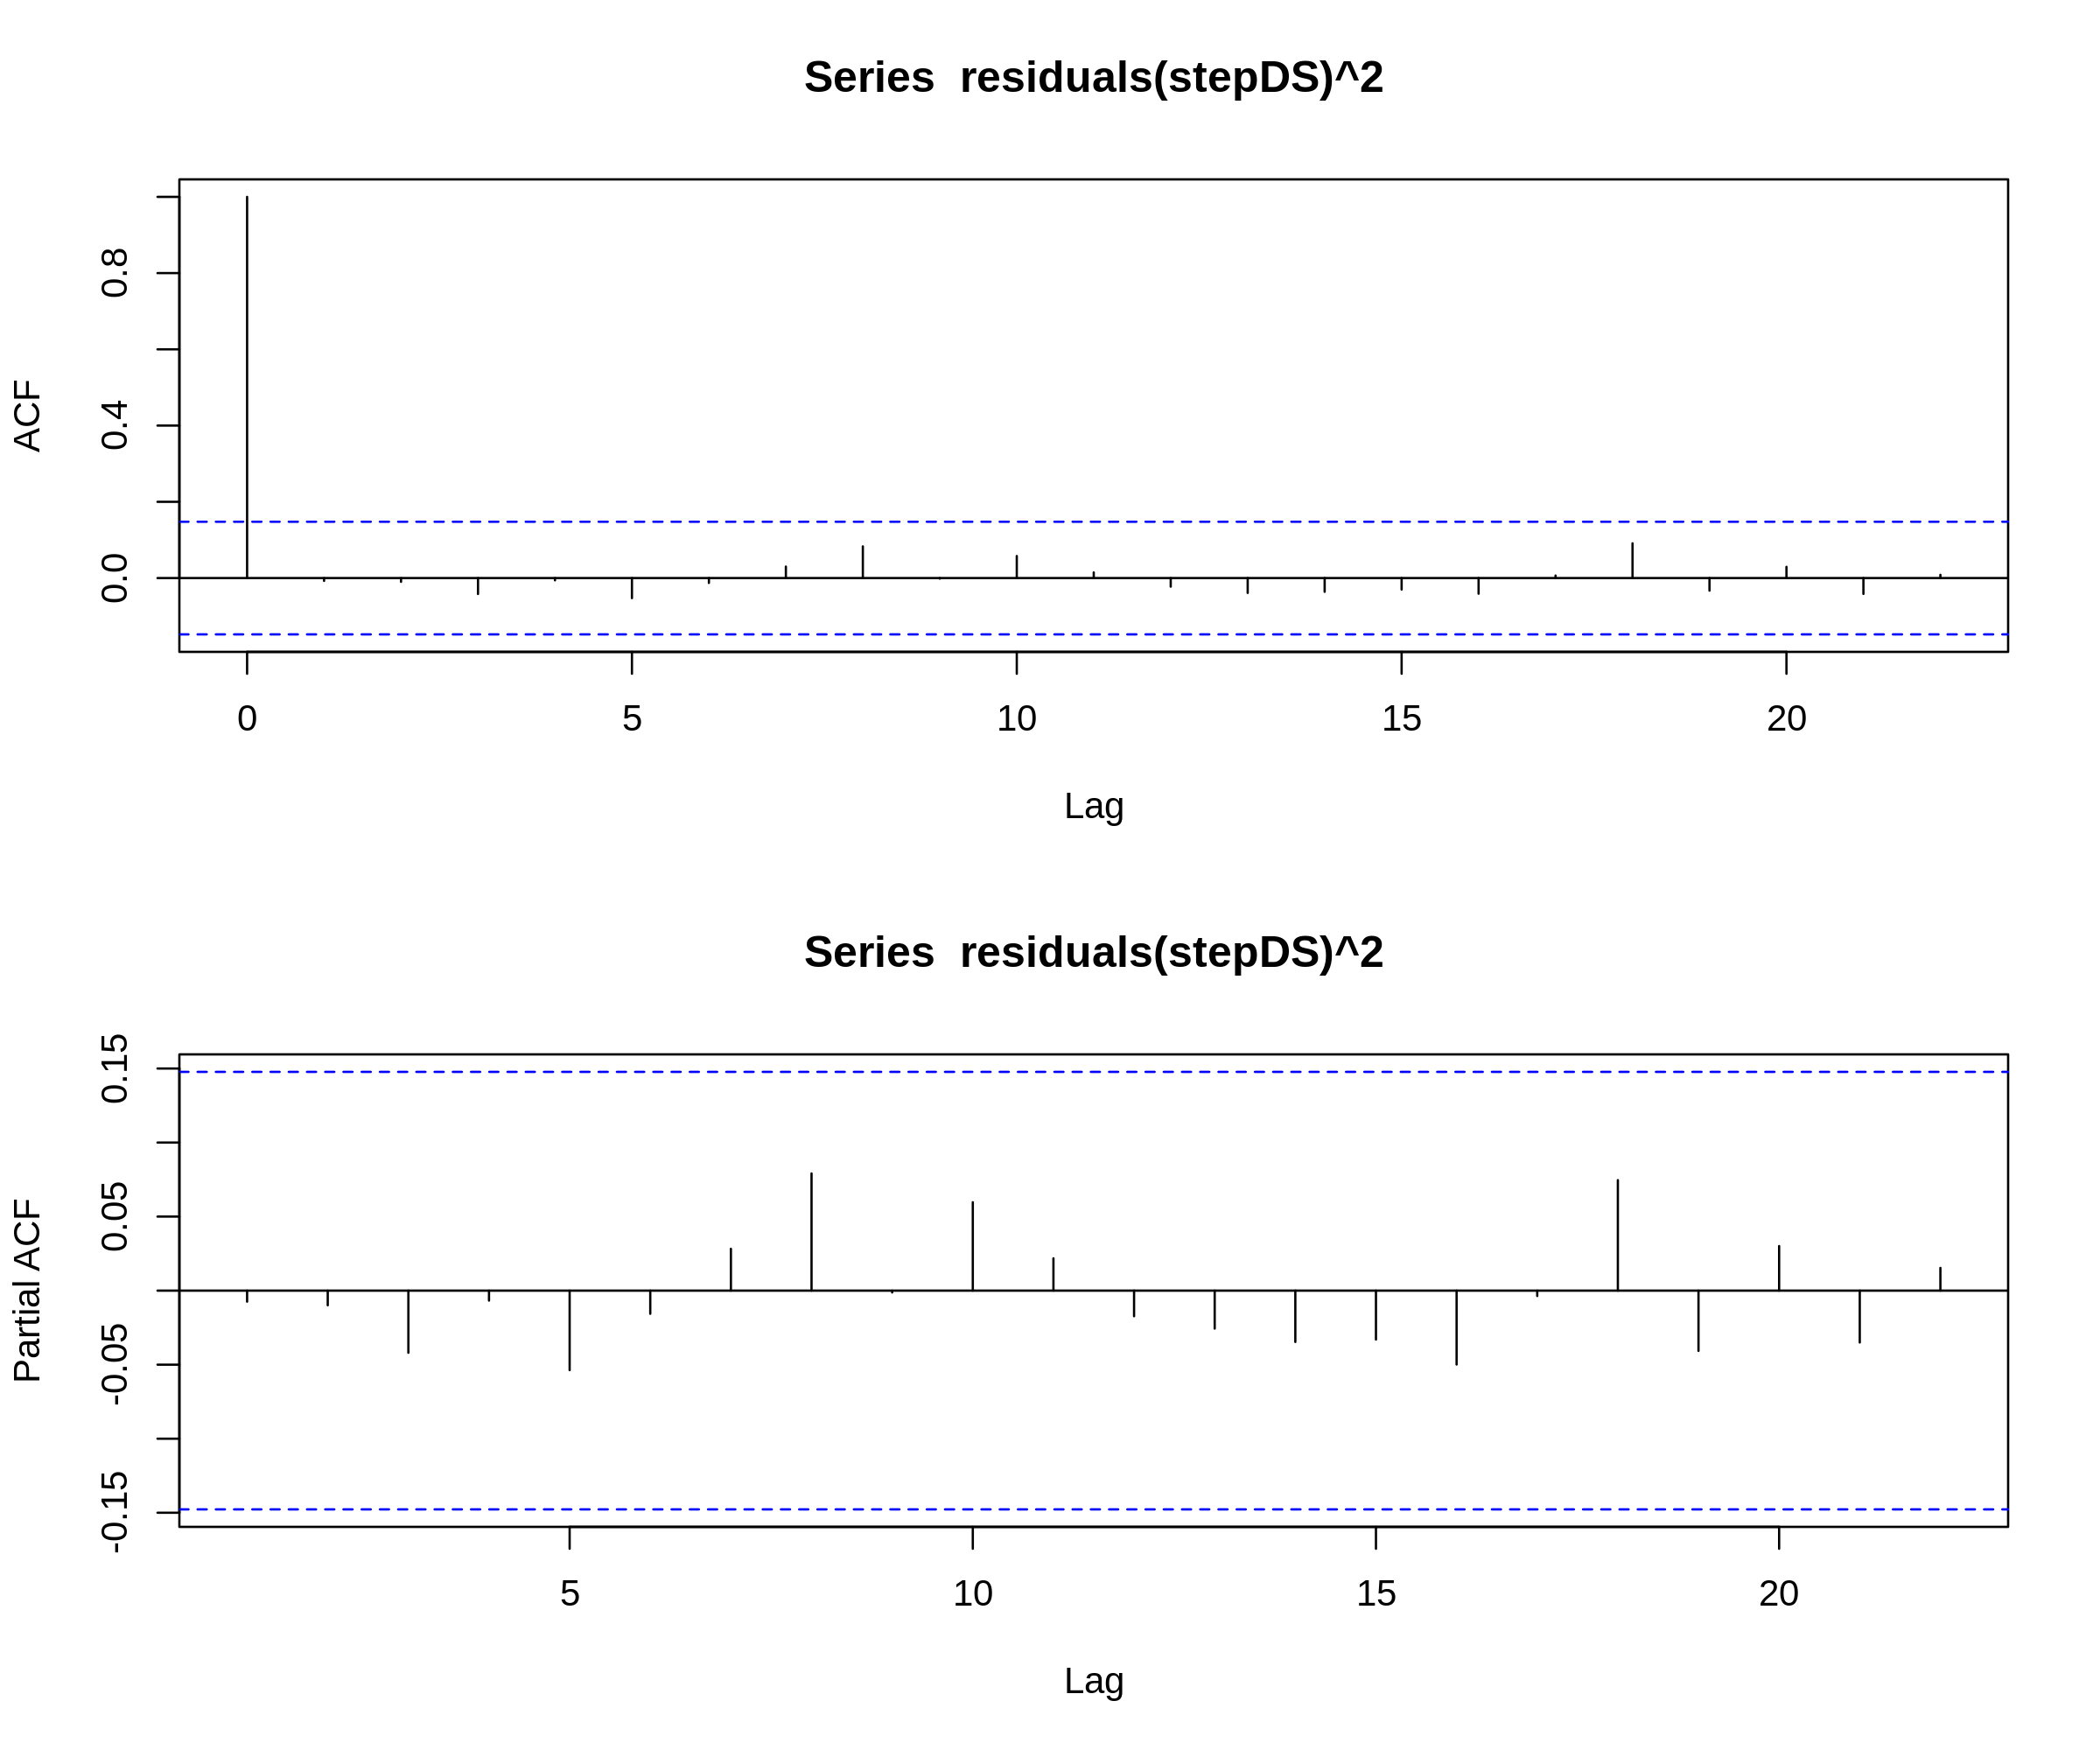 Series  residuals(stepDS)^2
ACF
0.0 0.4 0.8
0 5 10 15 20
Lag
Series  residuals(stepDS)^2
Partial ACF
-0.15 -0.05 0.05 0.15
5 10 15 20
Lag